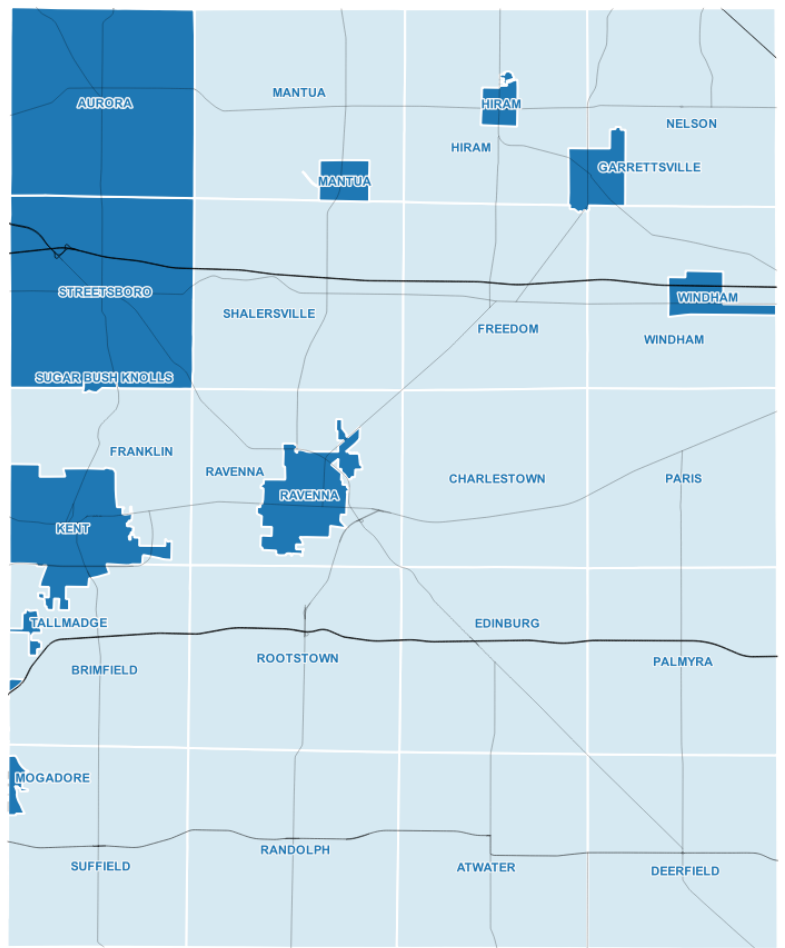 AURORA
MANTUA
HIRAM
NELSON
HIRAM
GARRETTSVILLE
MANTUA
STREETSBORO
WINDHAM
SHALERSVILLE
FREEDOM
WINDHAM
SUGAR BUSH KNOLLS
FRANKLIN
RAVENNA
CHARLESTOWN
PARIS
RAVENNA
KENT
TALLMADGE
EDINBURG
ROOTSTOWN
PALMYRA
BRIMFIELD
MOGADORE
RANDOLPH
SUFFIELD
ATWATER
DEERFIELD